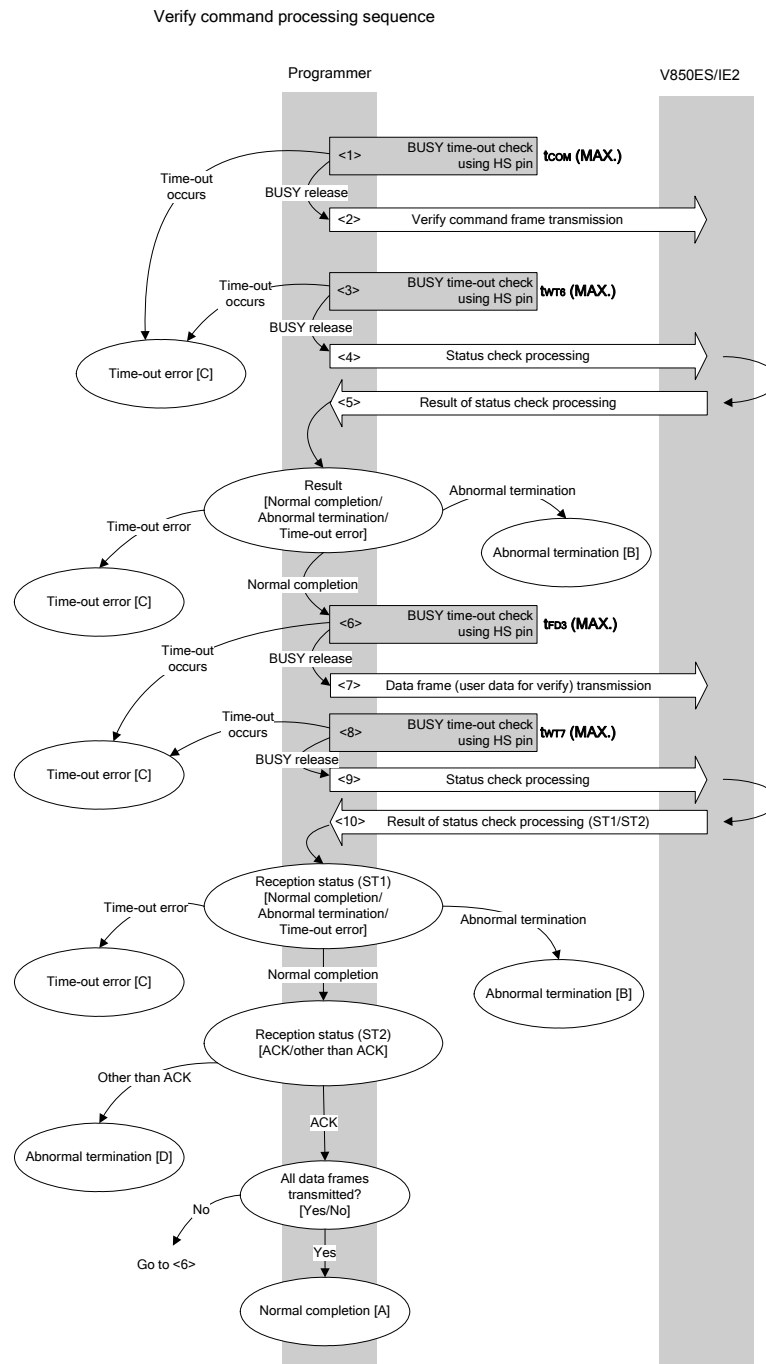 Verify command processing sequence
Programmer
V850ES/IE2
<1>
BUSY time-out check
using HS pin
tCOM (MAX.)
Time-out
occurs
BUSY release
<2>
Verify command frame transmission
Time-out
occurs
<3>
BUSY time-out check
using HS pin
tWT6 (MAX.)
BUSY release
<4>
Status check processing
Time-out error [C]
<5>
Result of status check processing
Result
[Normal completion/
Abnormal termination/
Time-out error]
Abnormal termination
Time-out error
Abnormal termination [B]
Normal completion
Time-out error [C]
<6>
BUSY time-out check
using HS pin
tFD3 (MAX.)
Time-out
occurs
BUSY release
<7>
Data frame (user data for verify) transmission
Time-out
occurs
<8>
BUSY time-out check
using HS pin
tWT7 (MAX.)
BUSY release
Time-out error [C]
<9>
Status check processing
<10>
Result of status check processing (ST1/ST2)
Reception status (ST1)
[Normal completion/
Abnormal termination/
Time-out error]
Time-out error
Abnormal termination
Time-out error [C]
Normal completion
Abnormal termination [B]
Reception status (ST2)
[ACK/other than ACK]
Other than ACK
ACK
Abnormal termination [D]
All data frames
transmitted?
[Yes/No]
No
Yes
Go to <6>
Normal completion [A]